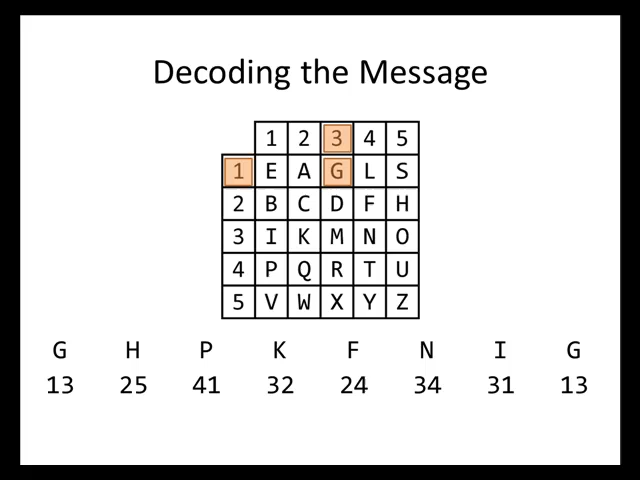 Decoding the Message
1 2 3 4 5
1 E A G L S
2 B C D F H
3 I K M N O
4 P Q R T U
5 V W X Y Z
G H P K F N I G
13 25 41 32 24 34 31 13